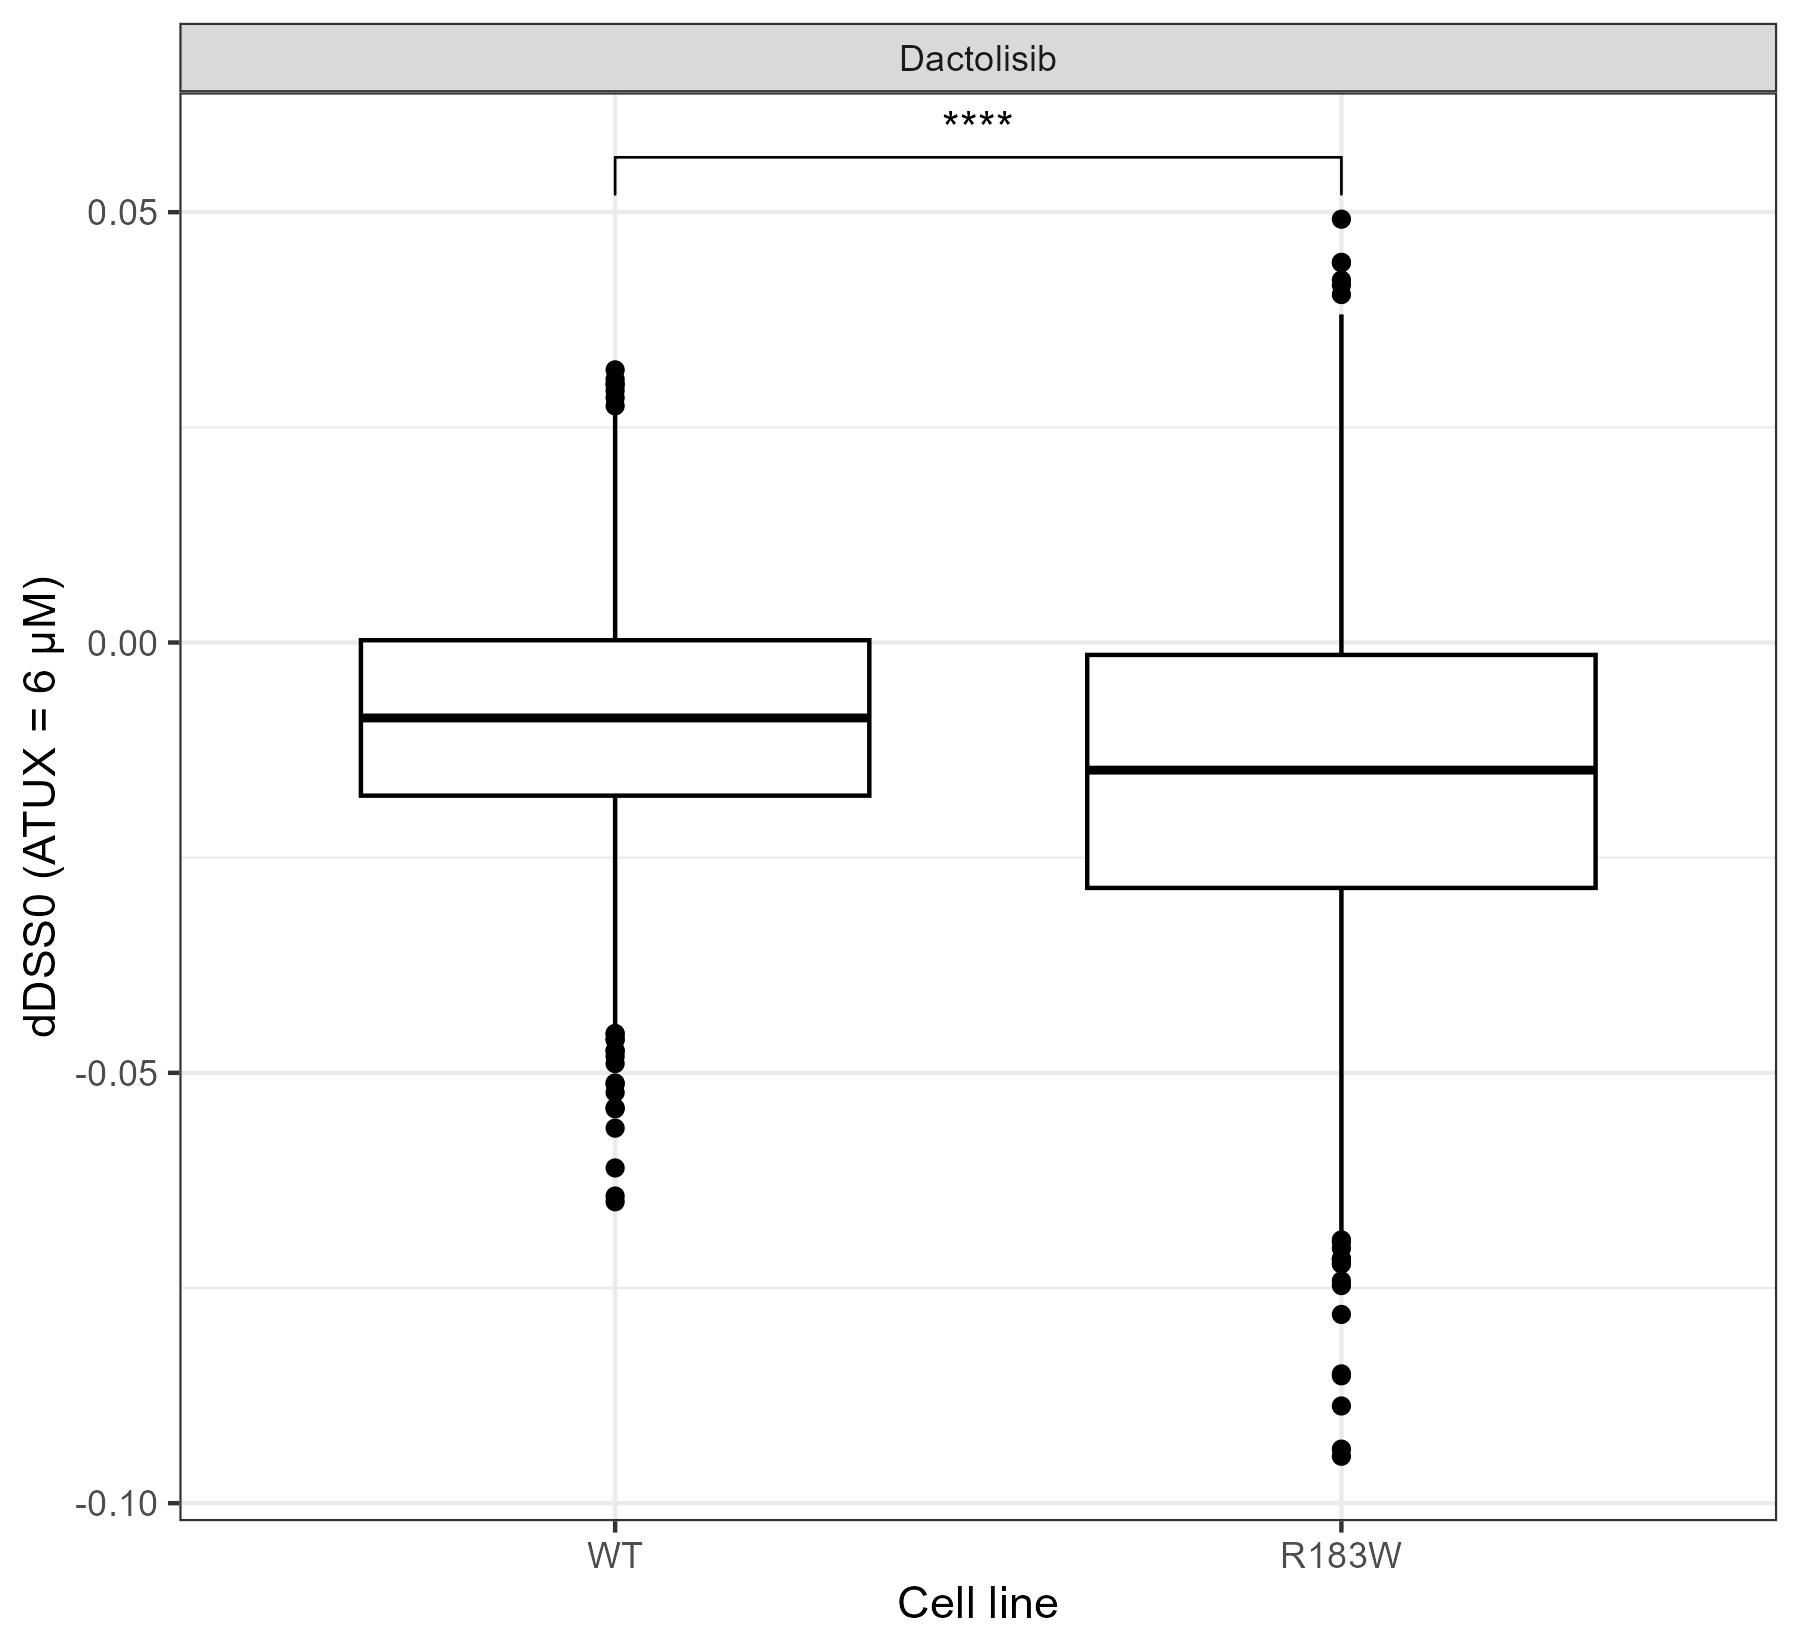 Dactolisib
****
0.05
0.00
-0.05
-0.10
dDSS0 (ATUX = 6 µM)
WT
R183W
Cell line